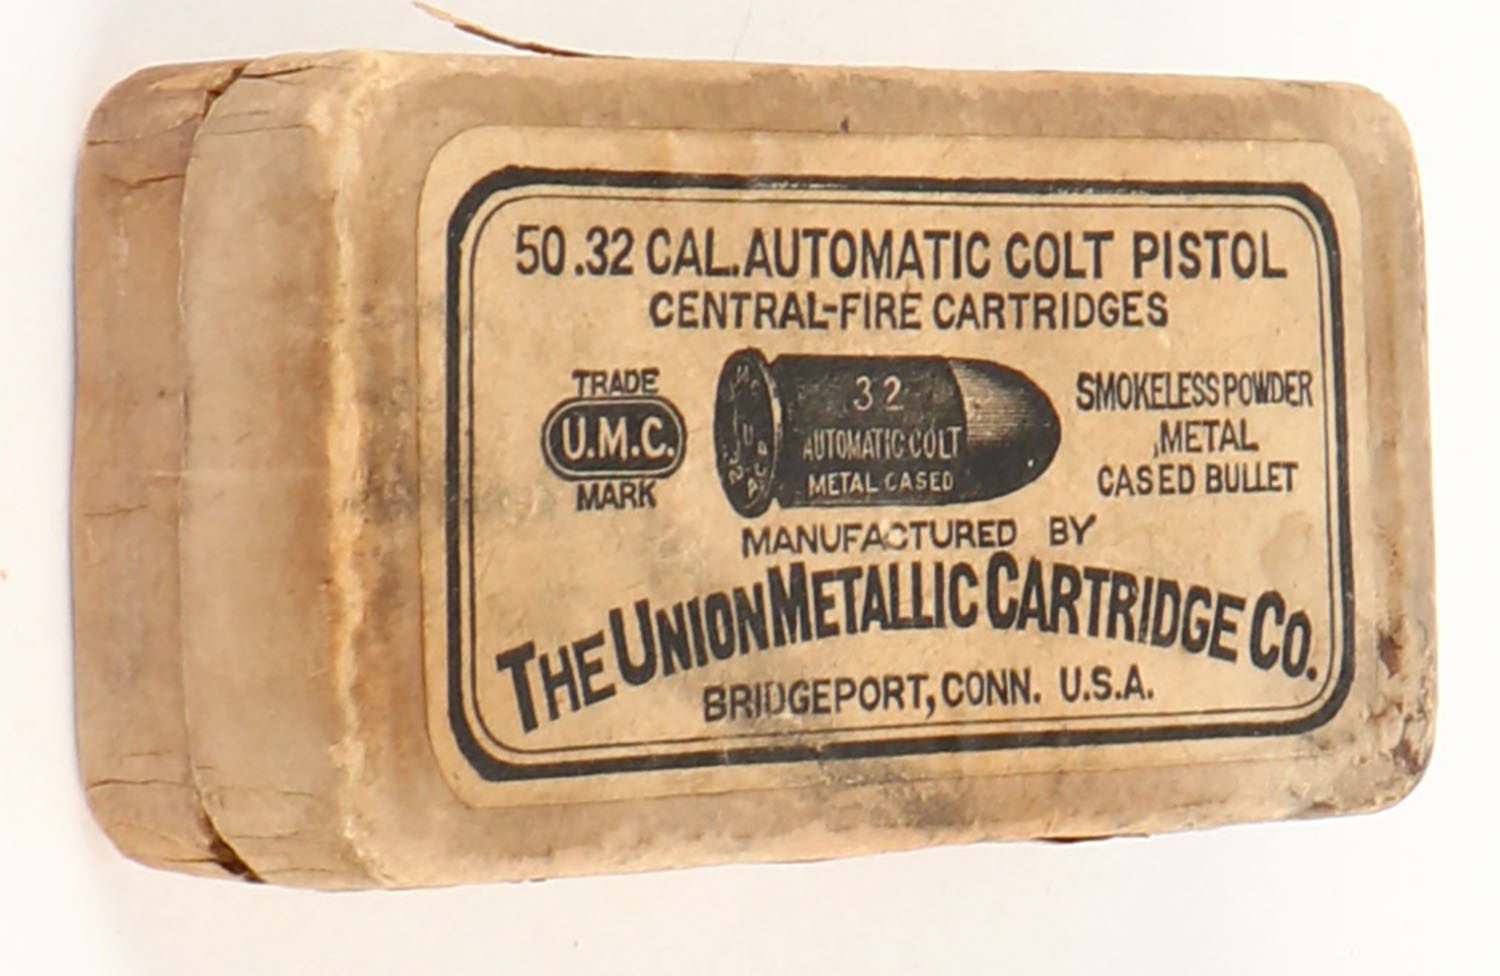 50 .32 CAL. AUTOMATIC COLT PISTOL
CENTRAL-FIRE CARTRIDGES
TRADE
U.M.C.
MARK
32
AUTOMATIC COLT
METAL CASED
SMOKELESS POWDER
METAL
CASED BULLET
MANUFACTURED BY
THE UNION METALLIC CARTRIDGE CO.
BRIDGEPORT, CONN. U.S.A.